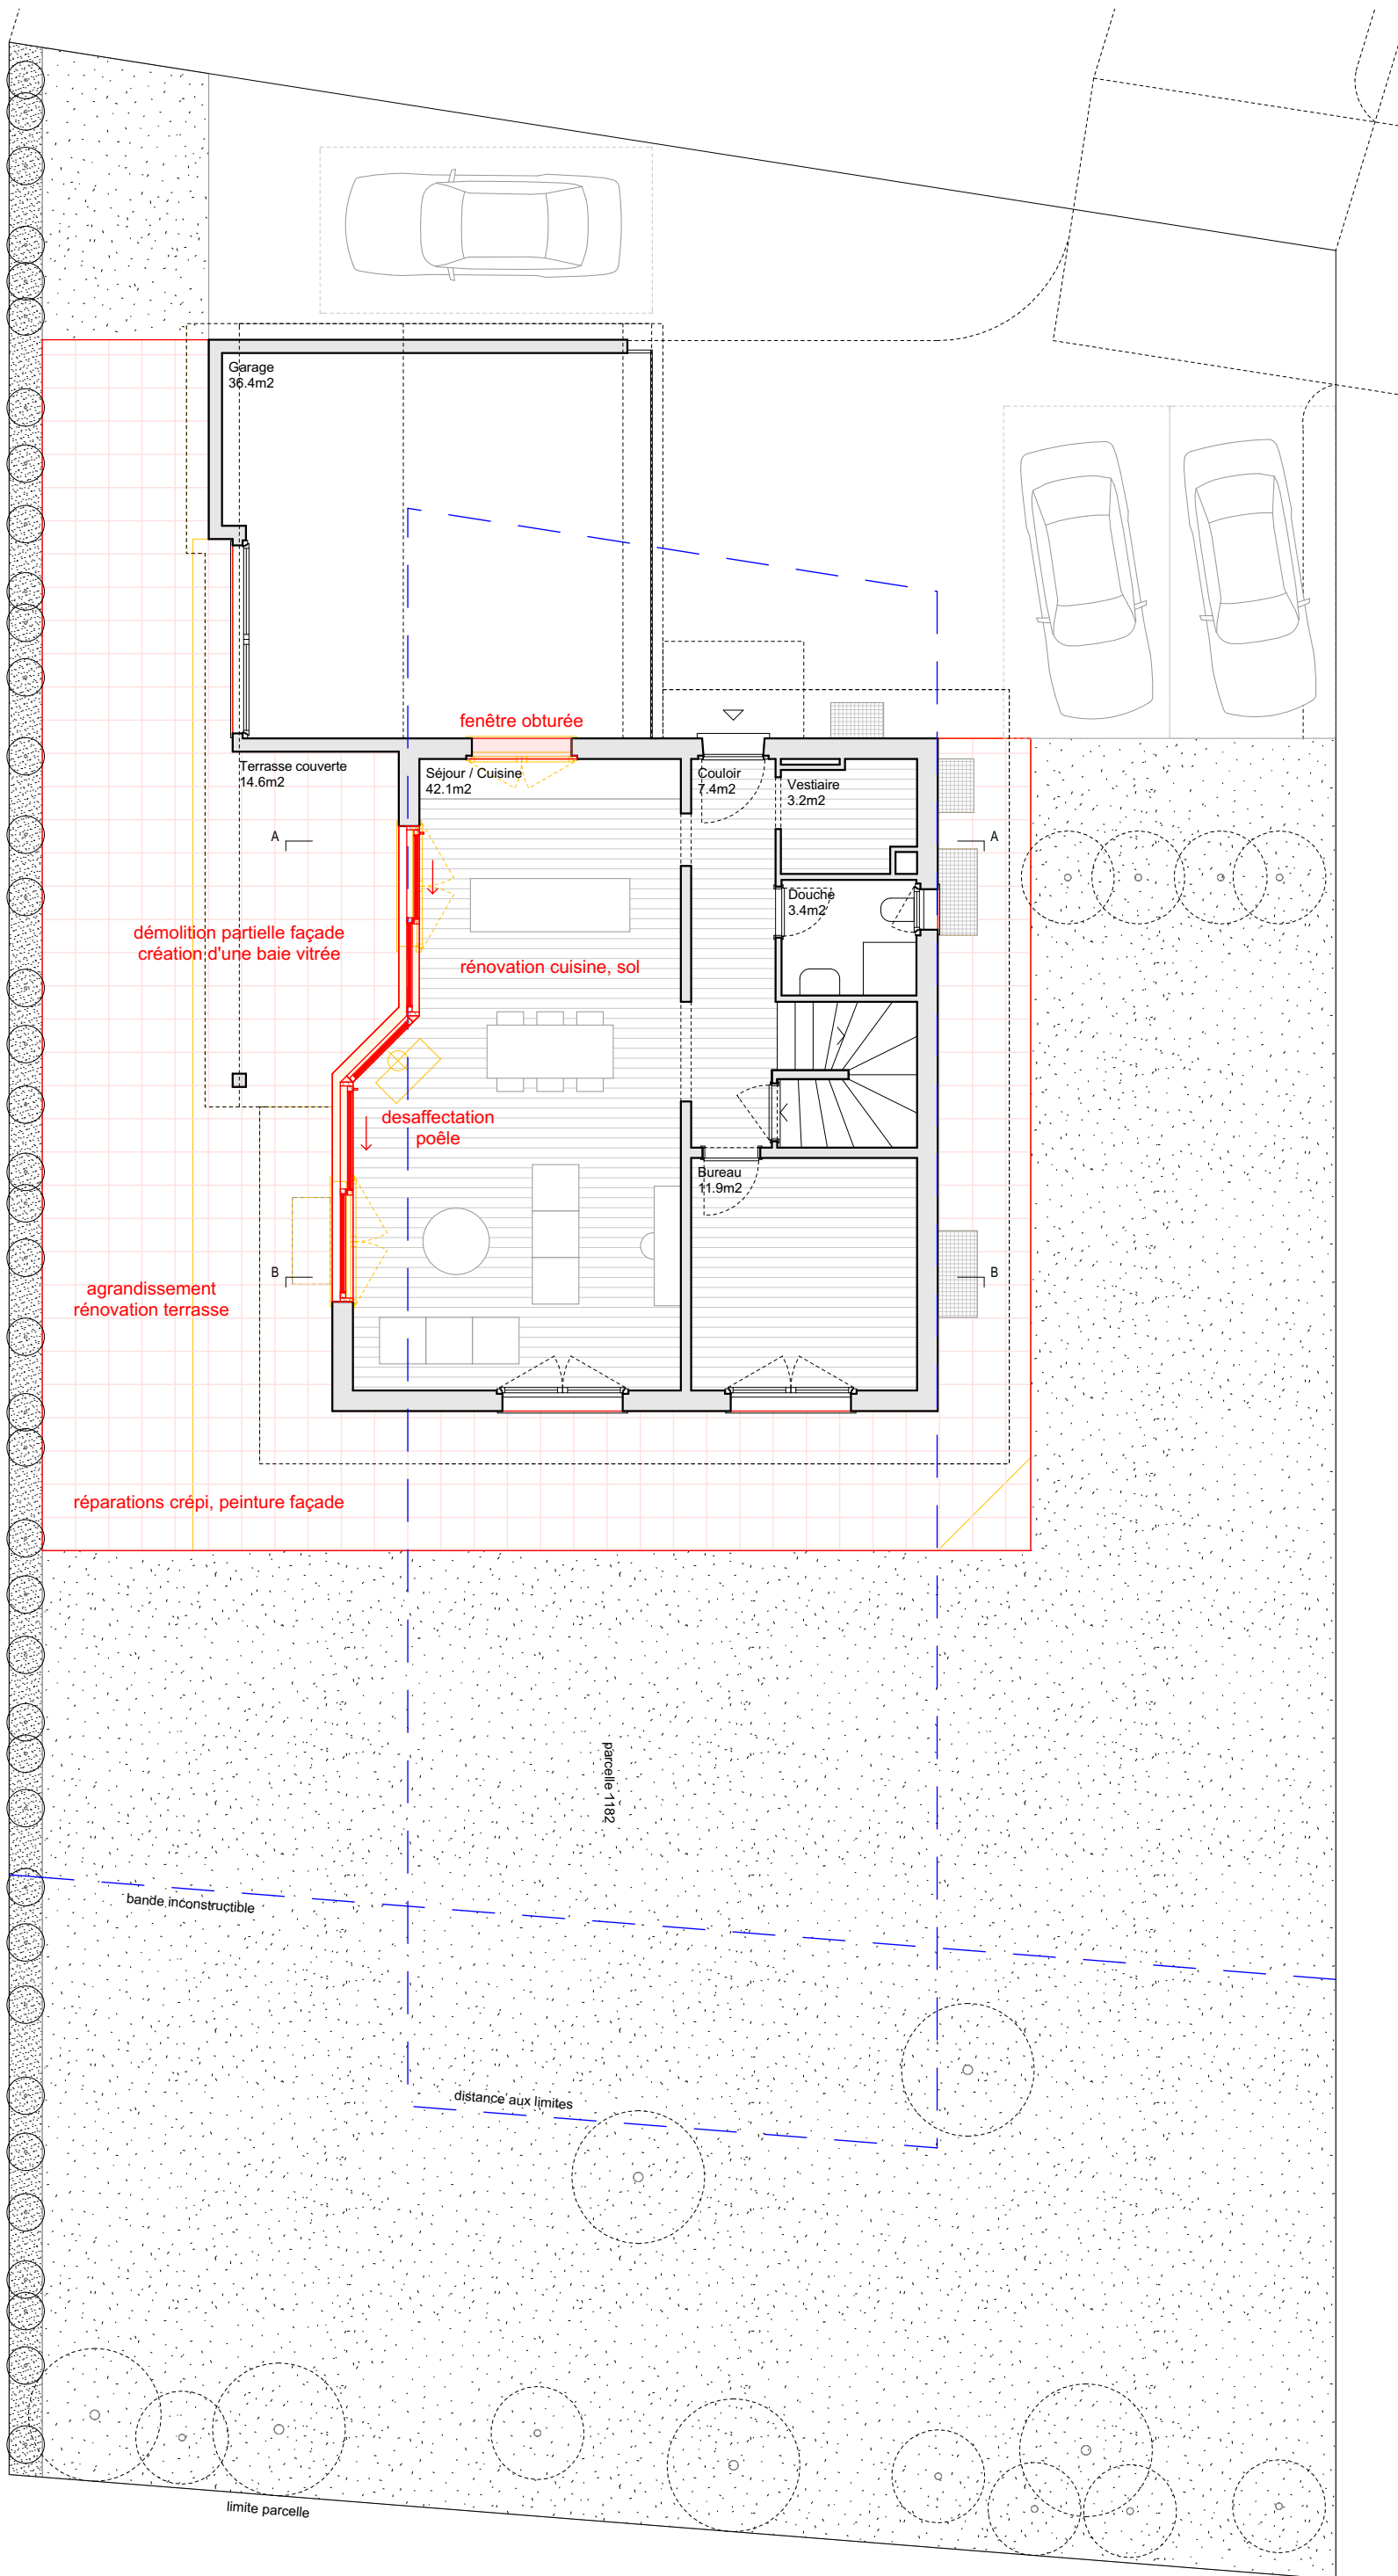 Garage
36.4m2
fenêtre obturée
Terrasse couverte
14.6m2
Séjour / Cuisine
42.1m2
Couloir
7.4m2
Vestiaire
3.2m2
A
A
Douche
3.4m2
démolition partielle façade
création d'une baie vitrée
rénovation cuisine, sol
desaffectation
poêle
Bureau
11.9m2
B
B
agrandissement
rénovation terrasse
réparations crépi, peinture façade
parcelle 1182
bande inconstructible
distance aux limites
limite parcelle